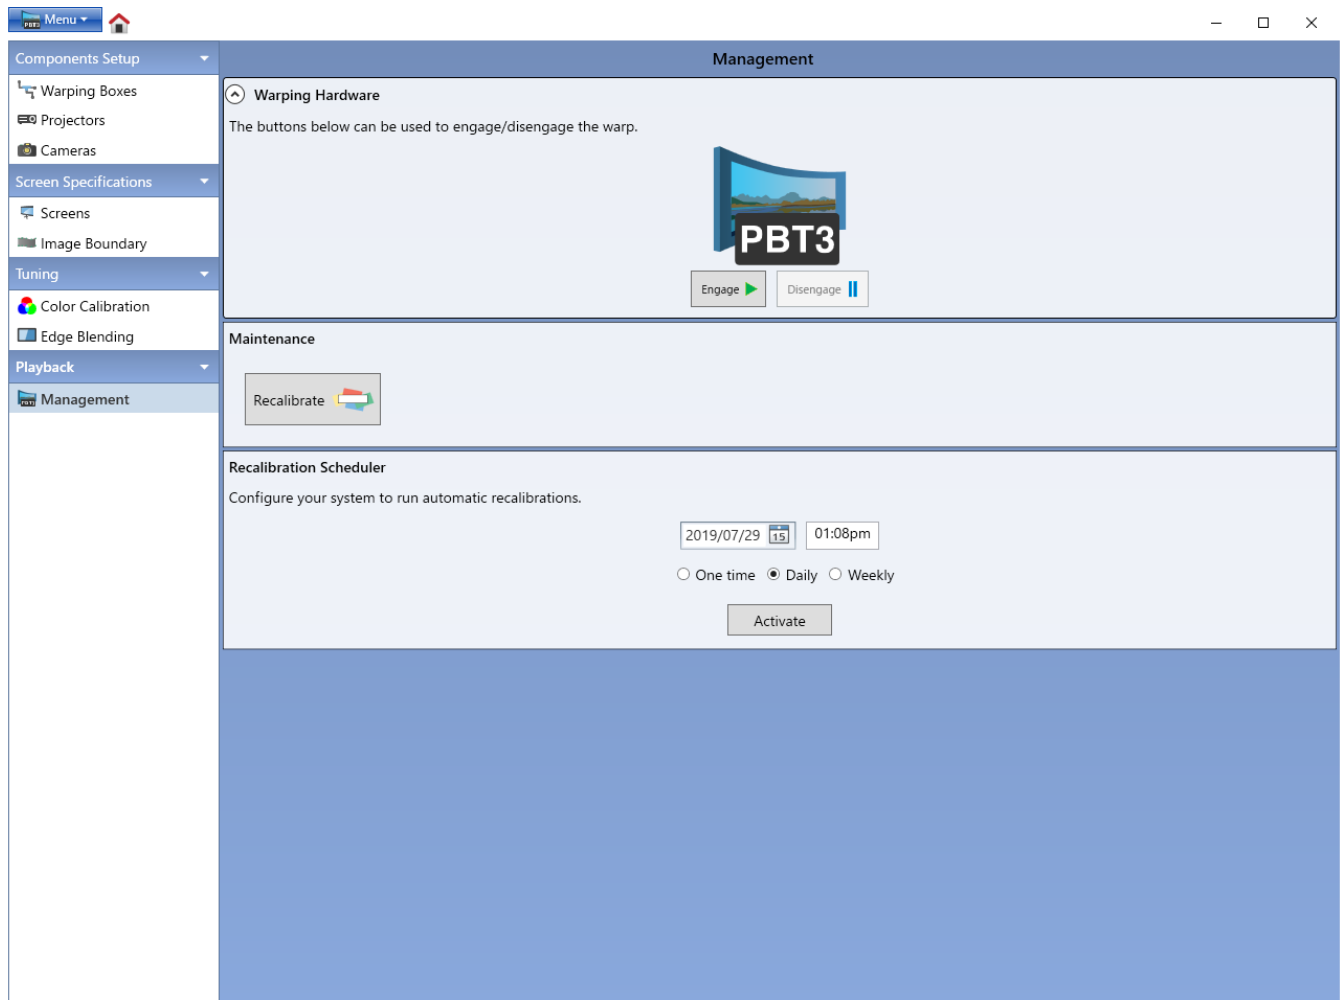 Menu
Components Setup
Warping Boxes
Projectors
Cameras
Screen Specifications
Screens
Image Boundary
Tuning
Color Calibration
Edge Blending
Playback
Management
Management
Warping Hardware
The buttons below can be used to engage/disengage the warp.
PBT3
Engage
Disengage
Maintenance
Recalibrate
Recalibration Scheduler
Configure your system to run automatic recalibrations.
2019/07/29 15 01:08pm
One time Daily Weekly
Activate